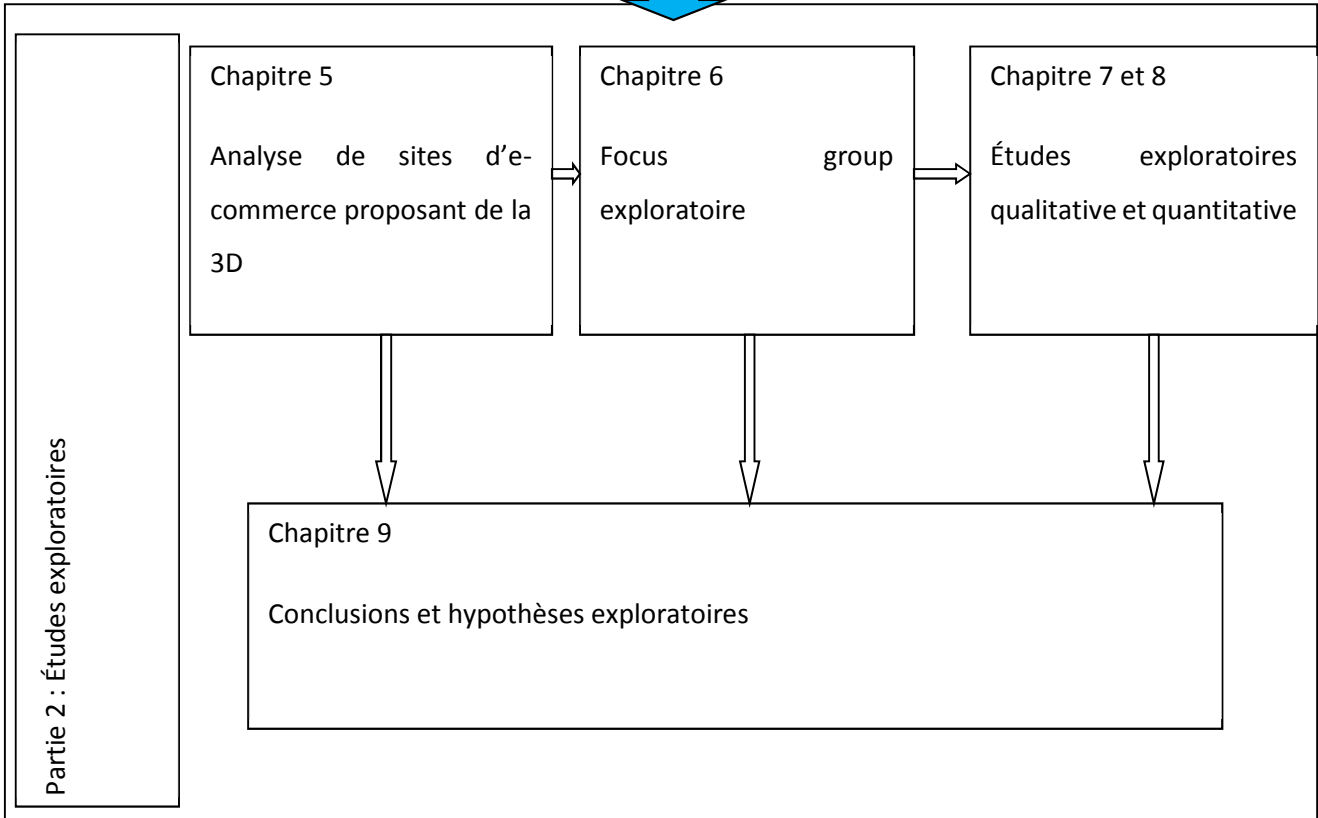 Partie 2 : Études exploratoires
Chapitre 5
Analyse de sites d'e-
commerce proposant de la
3D
Chapitre 6
Focus group
exploratoire
Chapitre 7 et 8
Études exploratoires
qualitative et quantitative
Chapitre 9
Conclusions et hypothèses exploratoires